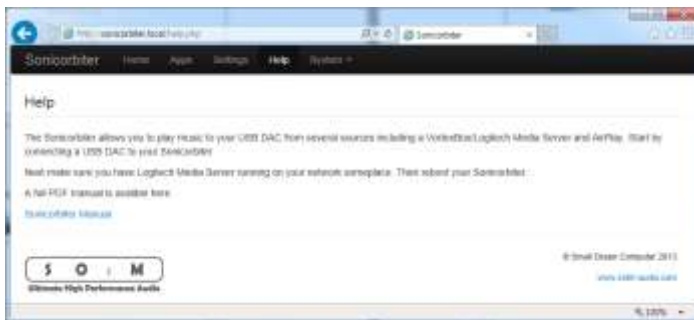 Sonicorbiter
Sonicorbiter Home Apps Settings Help System
Help
The Sonicorbiter allows you to play music to your USB DAC from several sources including a VortexBox/Logitech Media Server and AirPlay. Start by
connecting a USB DAC to your Sonicorbiter.
Next make sure you have Logitech Media Server running on your network someplace. Then reboot your Sonicorbiter.
A full PDF manual is available here.
Sonicorbiter Manual
© Small Green Computer 2013
S O M
Ultimate High Performance Audio
100%